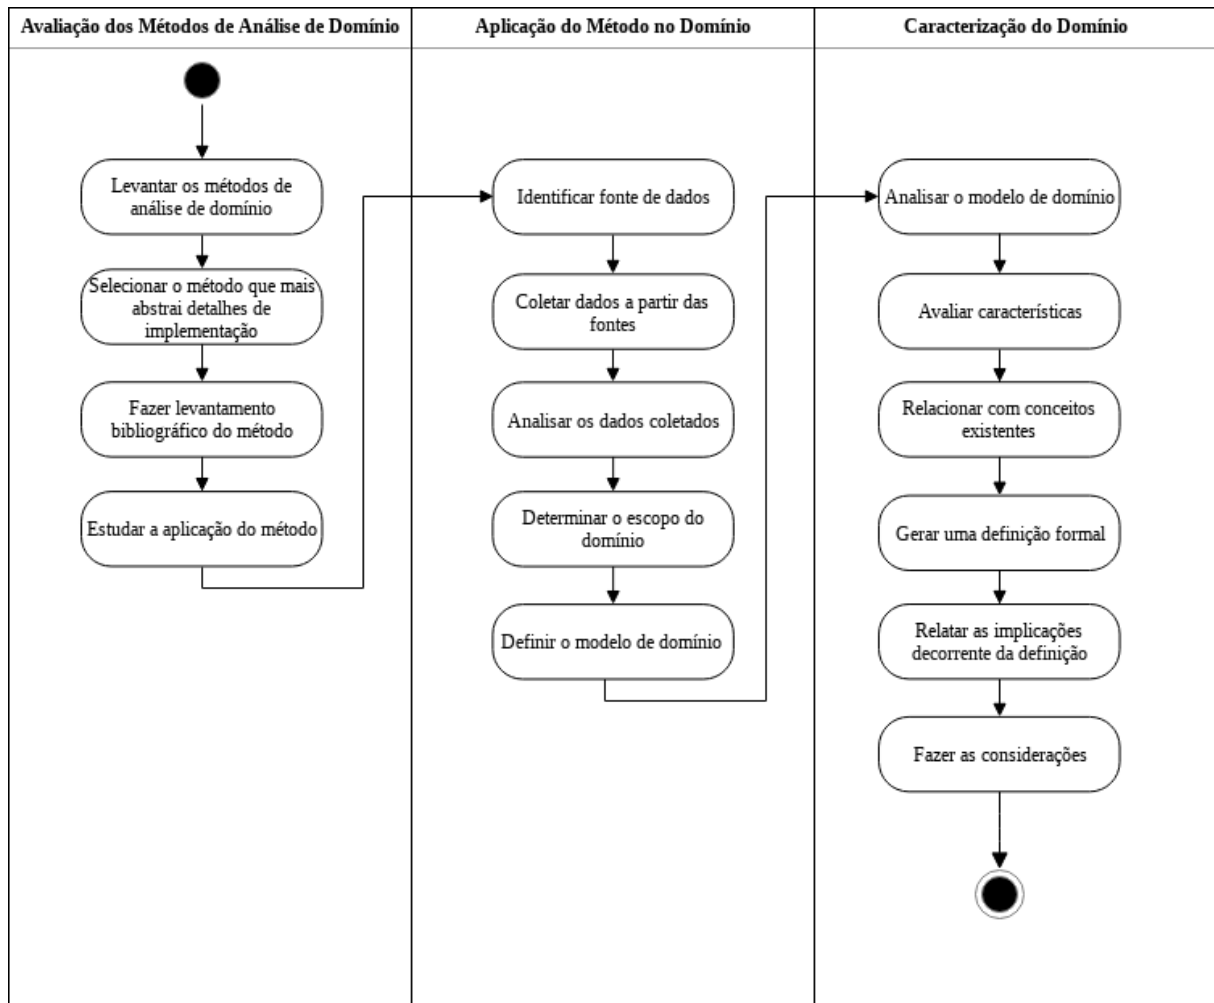 Avaliação dos Métodos de Análise de Domínio
Levantar os métodos de
análise de domínio
Selecionar o método que mais
abstrai detalhes de
implementação
Fazer levantamento
bibliográfico do método
Estudar a aplicação do método
Aplicação do Método no Domínio
Identificar fonte de dados
Coletar dados a partir das
fontes
Analisar os dados coletados
Determinar o escopo do
domínio
Definir o modelo de domínio
Caracterização do Domínio
Analisar o modelo de domínio
Avaliar características
Relacionar com conceitos
existentes
Gerar uma definição formal
Relatar as implicações
decorrente da definição
Fazer as considerações